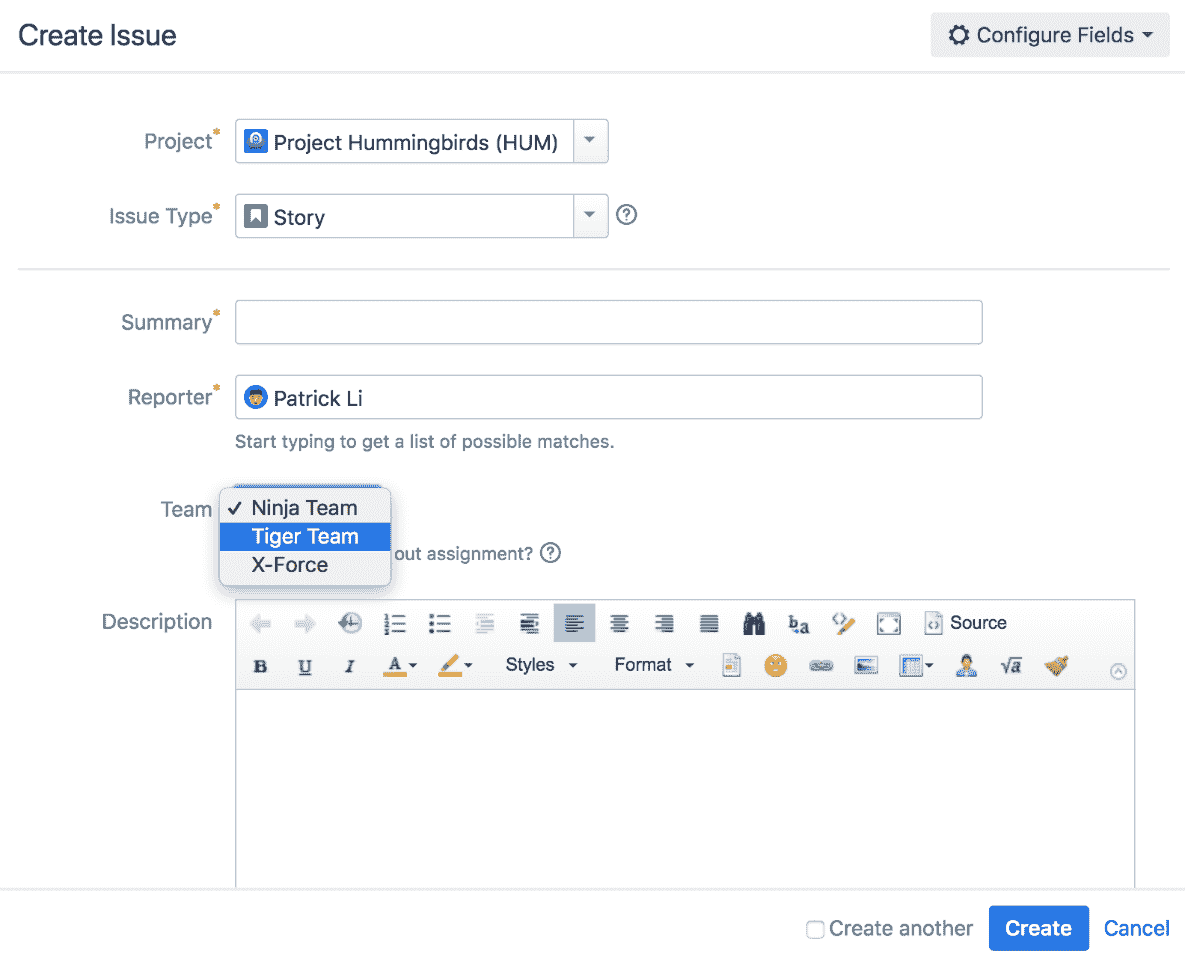 Create Issue
Configure Fields
Project* Project Hummingbirds (HUM)
Issue Type* Story
Summary*
Reporter* Patrick Li
Start typing to get a list of possible matches.
Team Ninja Team
Tiger Team
out assignment?
X-Force
Description Source
B U I A Styles Format √a
Create another Create Cancel